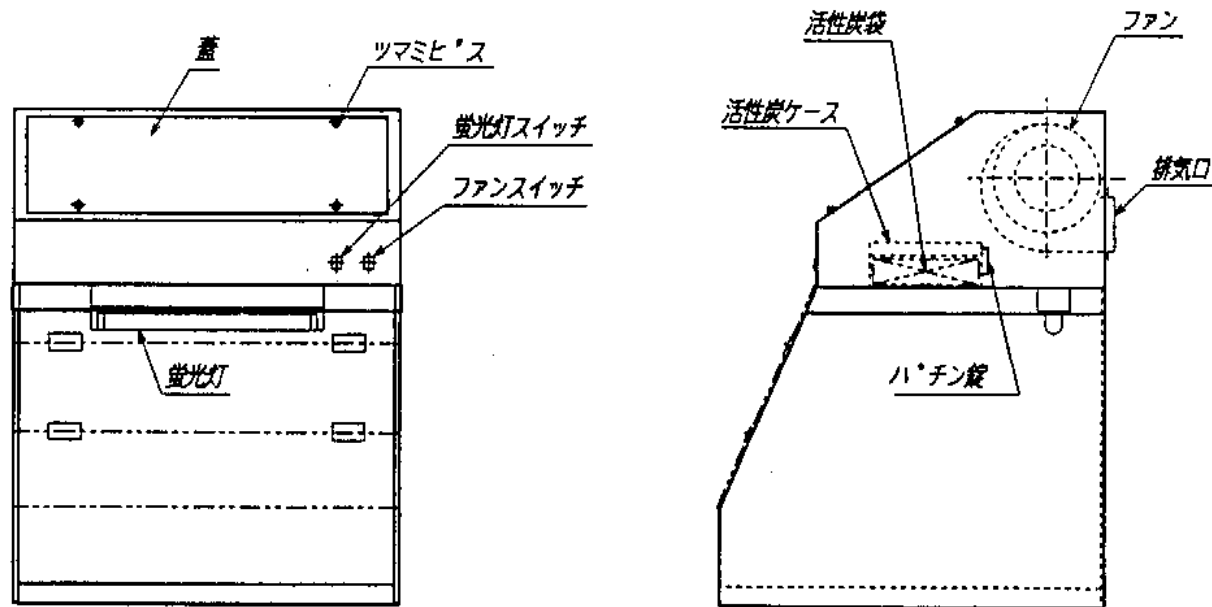 蓋
ツマミビス
蛍光灯スイッチ
ファンスイッチ
蛍光灯
活性炭袋
ファン
活性炭ケース
排気口
パチン錠